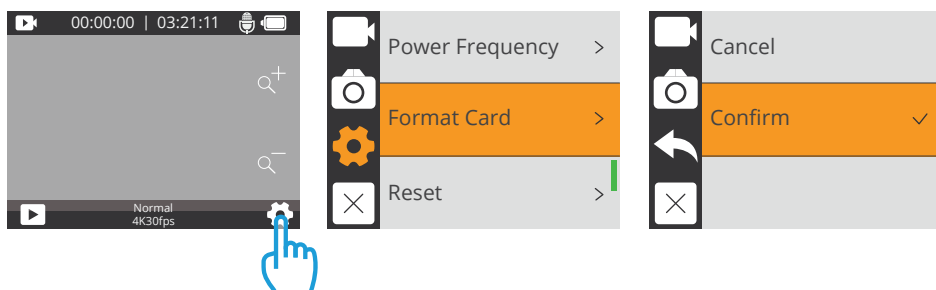 00:00:00 | 03:21:11
Normal
4K30fps
Power Frequency
Format Card
Reset
Cancel
Confirm